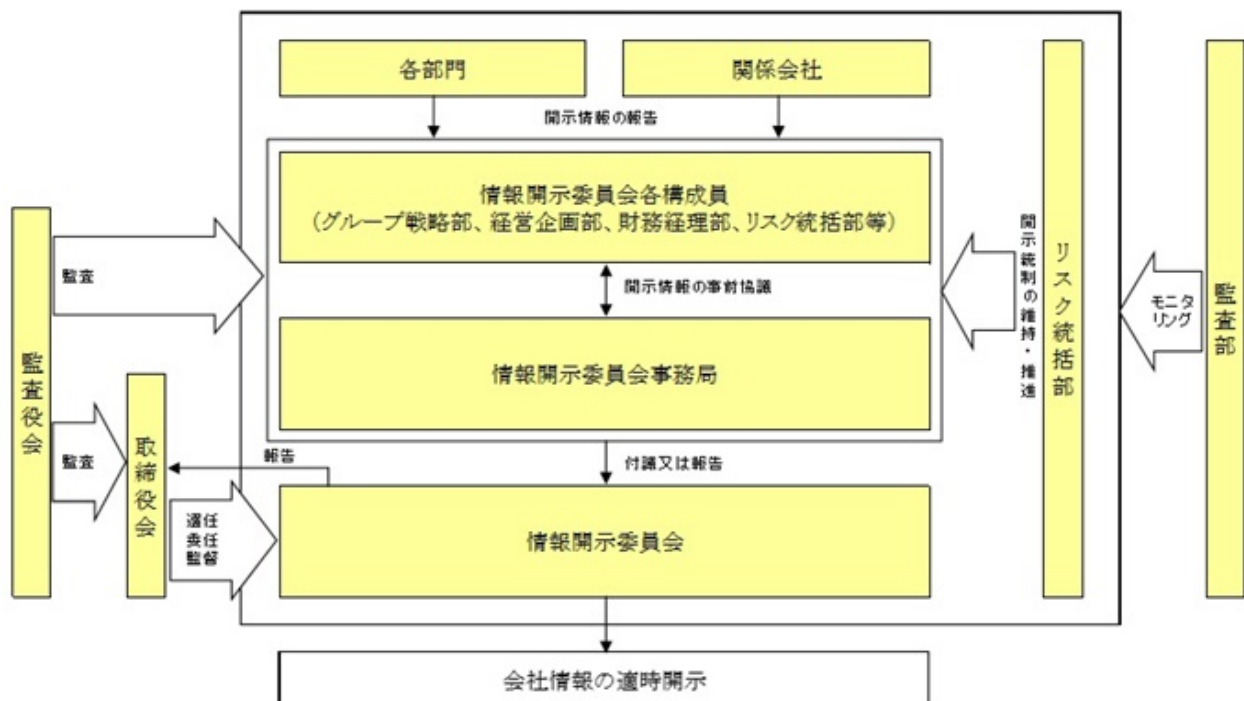 各部門
関係会社
開示情報の報告
情報開示委員会各構成員
(グループ戦略部、経営企画部、財務経理部、リスク統括部等)
開示情報の事前協議
情報開示委員会事務局
付議又は報告
情報開示委員会
会社情報の適時開示
監査役会
監査
監査
取締役会
報告
選任
委任
監督
開示統制の維持・推進
リスク統括部
モニタ
リング
監査部